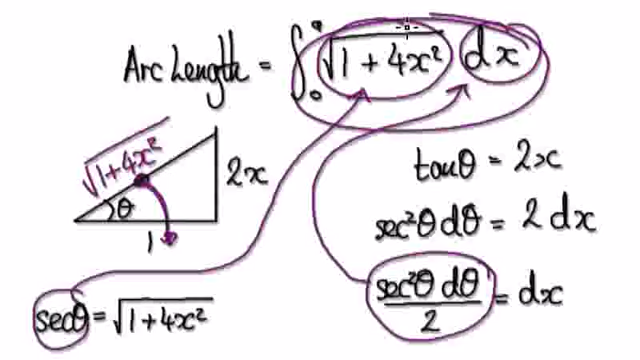 Arc Length = ∫₀ᵃ √(1 + 4x²) dx
√(1+4x²)
2x
θ
1
tanθ = 2x
sec²θ dθ = 2 dx
sec²θ dθ / 2 = dx
secθ = √(1+4x²)